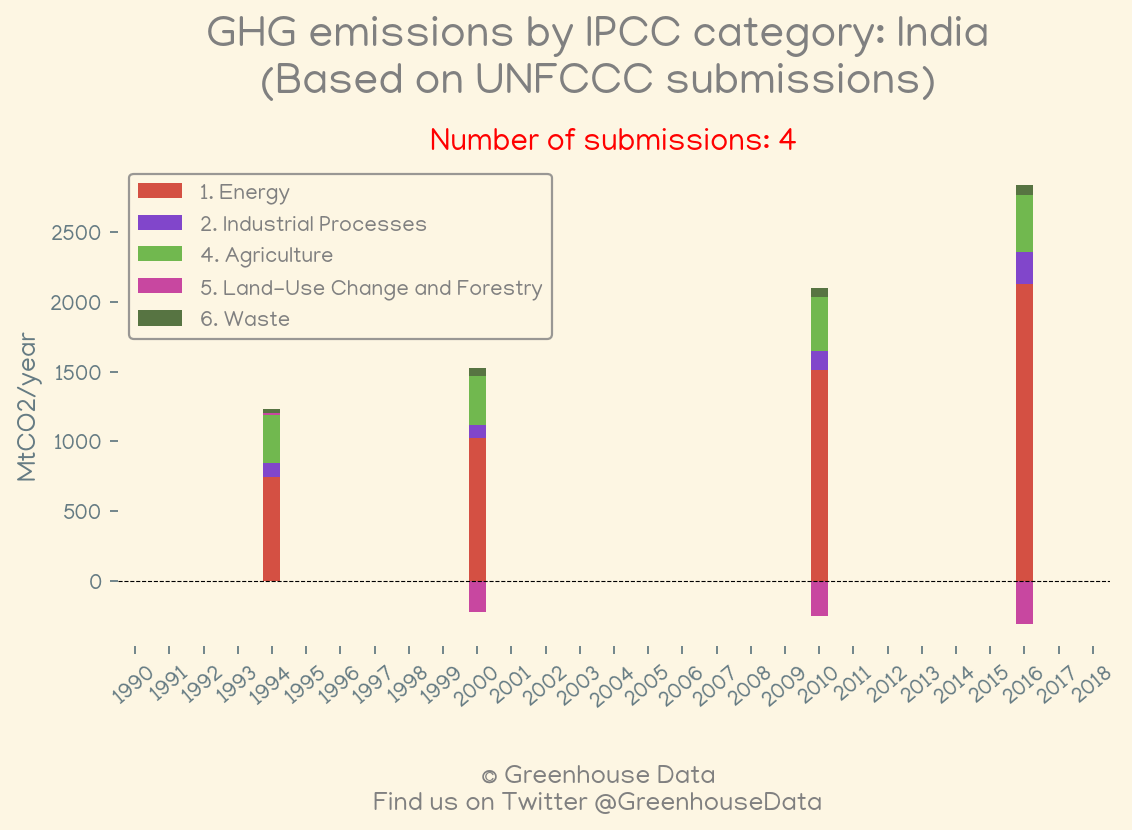 GHG emissions by IPCC category: India
(Based on UNFCCC submissions)
Number of submissions: 4
1. Energy
2. Industrial Processes
4. Agriculture
5. Land-Use Change and Forestry
6. Waste
MtCO2/year
2500
2000
1500
1000
500
0
1990 1991 1992 1993 1994 1995 1996 1997 1998 1999 2000 2001 2002 2003 2004 2005 2006 2007 2008 2009 2010 2011 2012 2013 2014 2015 2016 2017 2018
© Greenhouse Data
Find us on Twitter @GreenhouseData